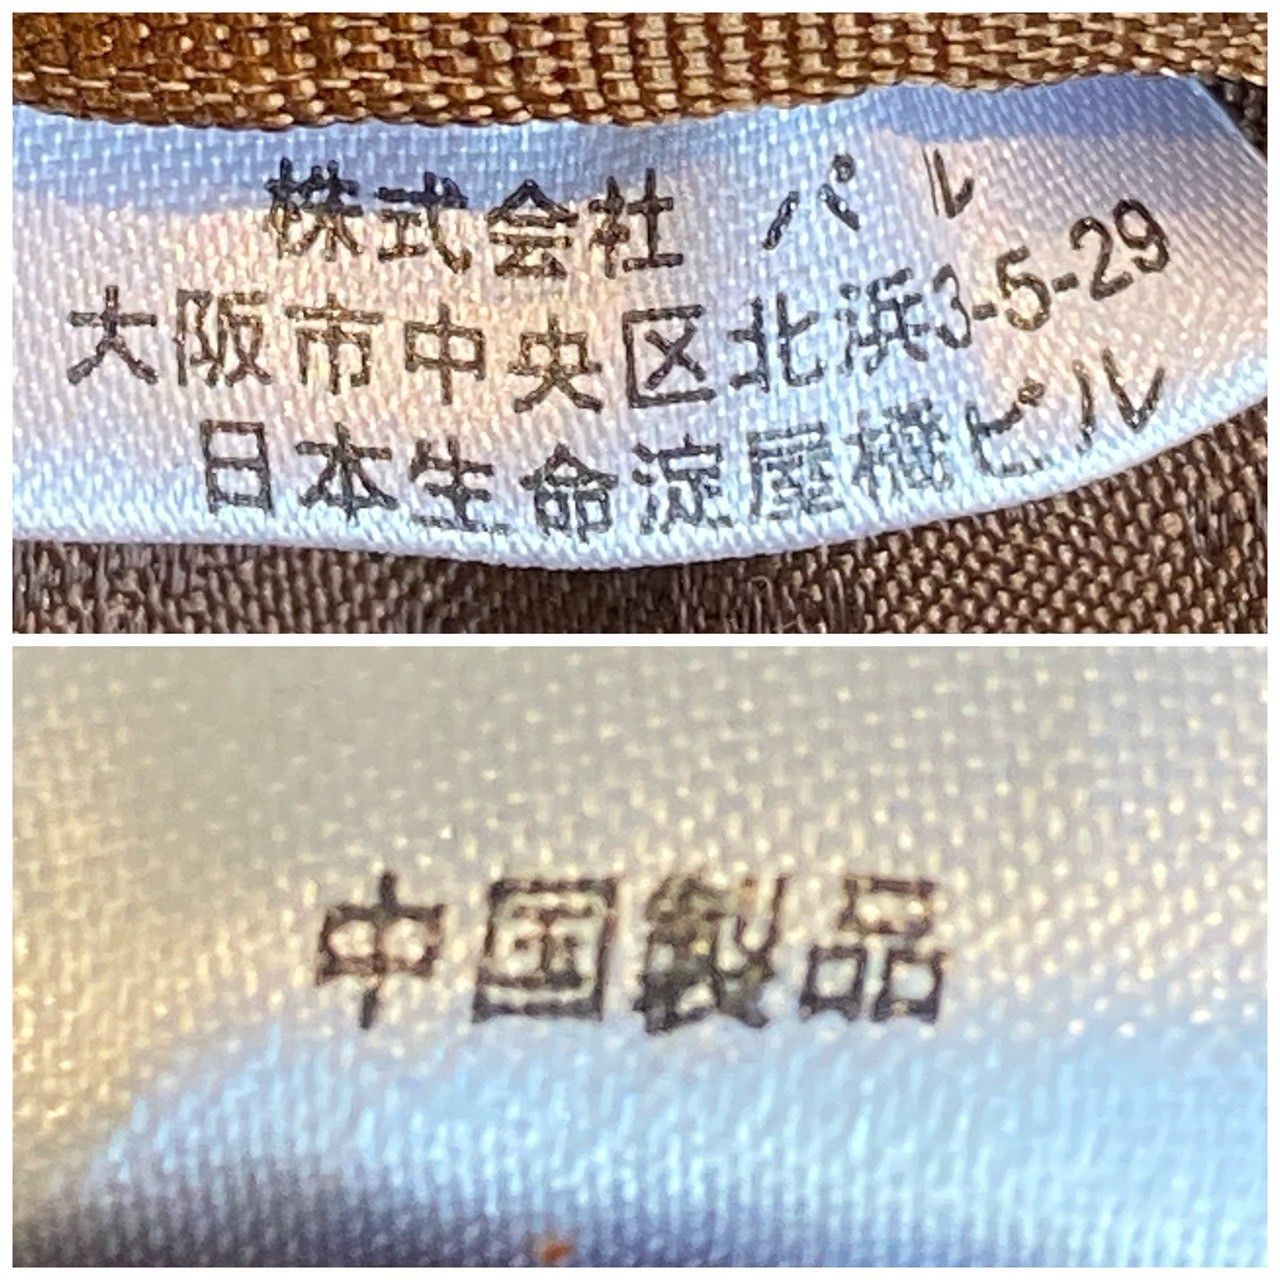 株式会社 パル
大阪市中央区北浜3-5-29
日本生命淀屋橋ビル
中国製品